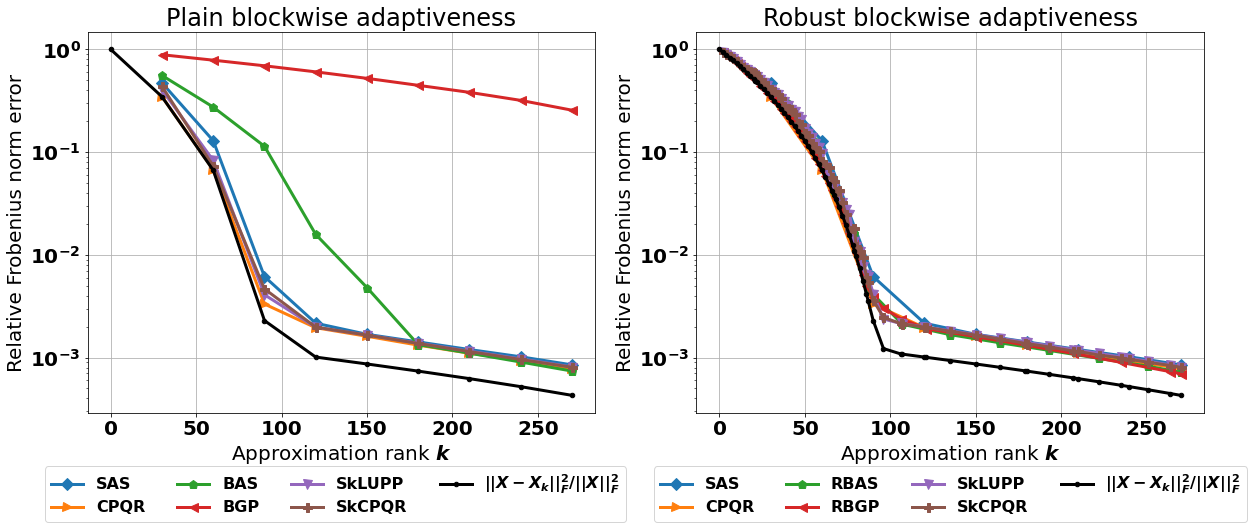 Plain blockwise adaptiveness
Relative Frobenius norm error
10⁰
10⁻¹
10⁻²
10⁻³
0 50 100 150 200 250
Approximation rank k
SAS BAS SkLUPP ||X − Xₖ||²_F/||X||²_F
CPQR BGP SkCPQR
Robust blockwise adaptiveness
Relative Frobenius norm error
10⁰
10⁻¹
10⁻²
10⁻³
0 50 100 150 200 250
Approximation rank k
SAS RBAS SkLUPP ||X − Xₖ||²_F/||X||²_F
CPQR RBGP SkCPQR